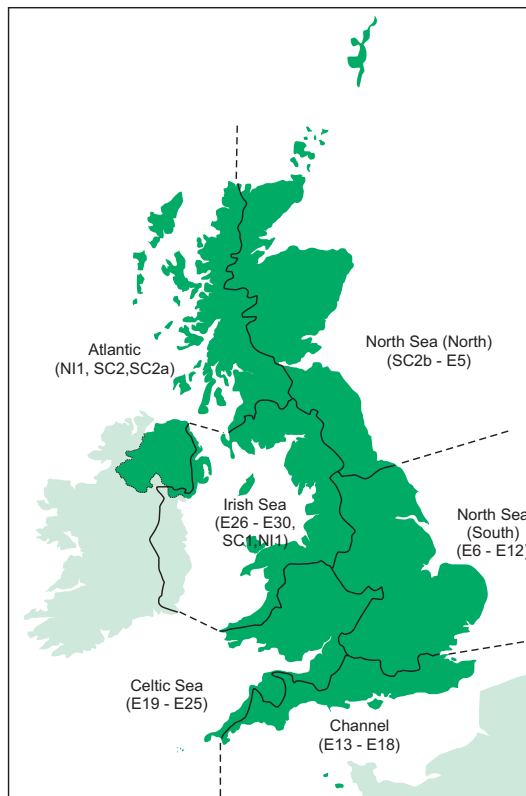 North Sea (North)
(SC2b - E5)
Atlantic
(NI1, SC2,SC2a)
Irish Sea
(E26 - E30,
SC1,NI1)
North Sea
(South)
(E6 - E12)
Celtic Sea
(E19 - E25)
Channel
(E13 - E18)